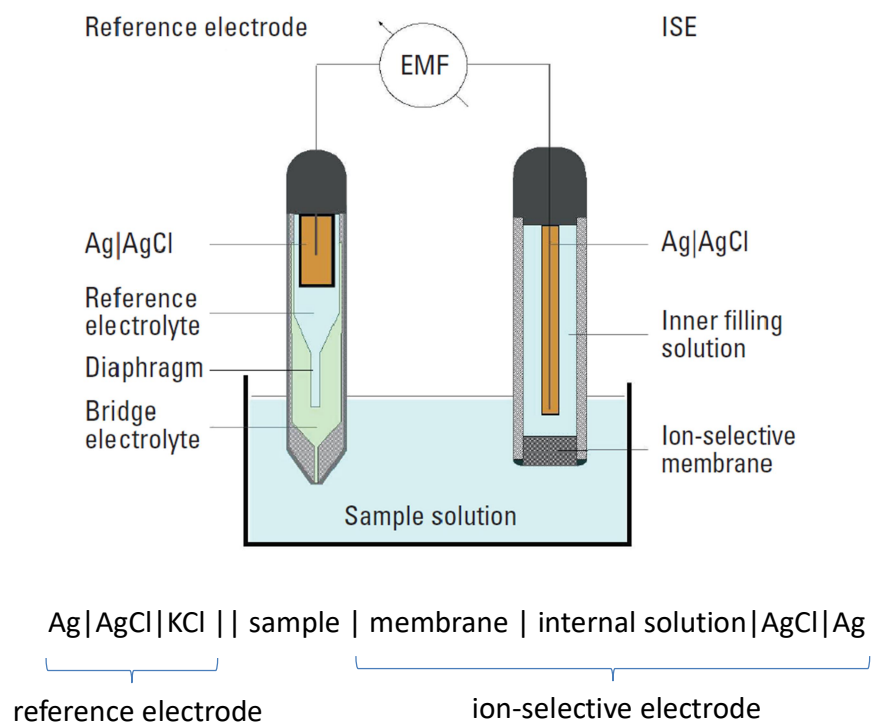 Reference electrode
ISE
EMF
Ag|AgCl
Reference
electrolyte
Diaphragm
Bridge
electrolyte
Ag|AgCl
Inner filling
solution
Ion-selective
membrane
Sample solution
Ag|AgCl|KCl || sample | membrane | internal solution|AgCl|Ag
reference electrode
ion-selective electrode